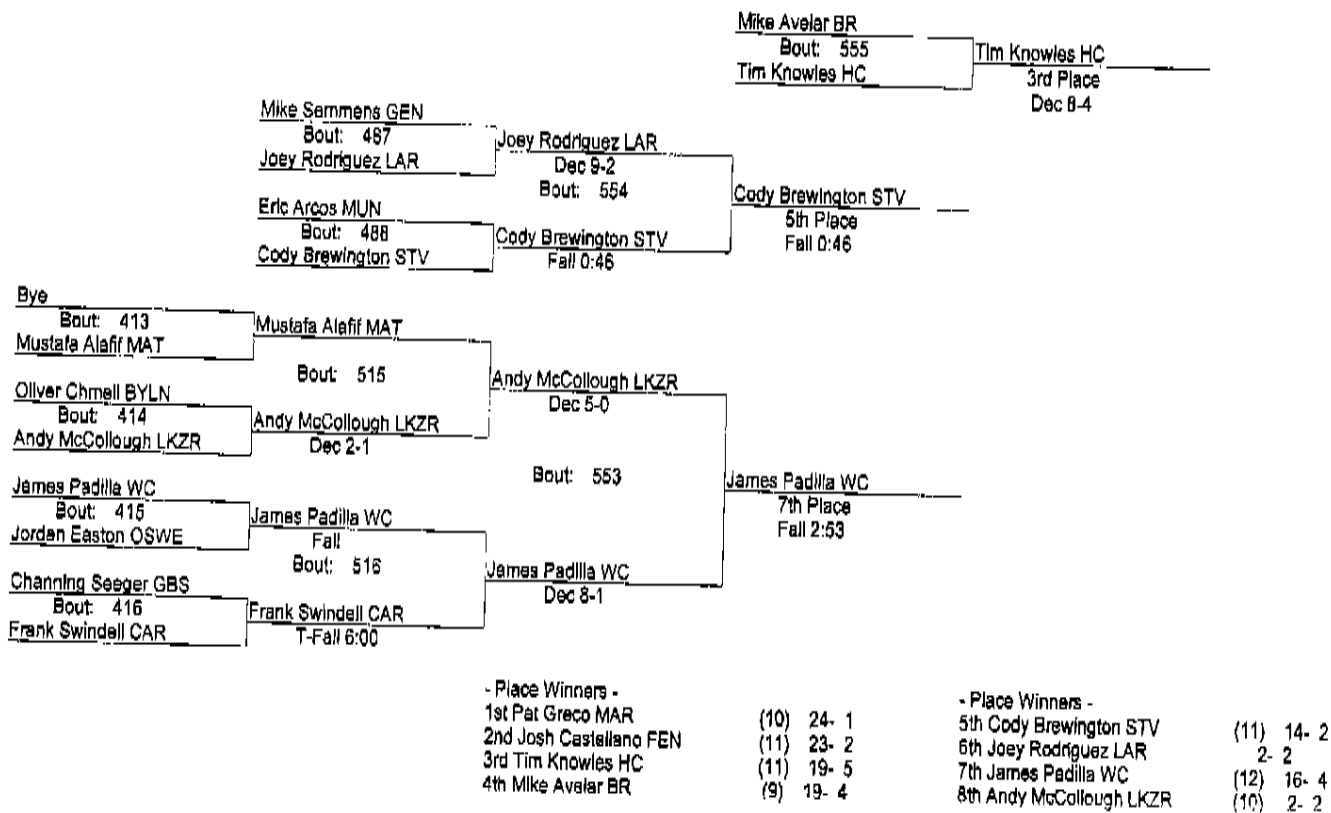 Mike Avelar BR
Bout: 555
Tim Knowles HC
Tim Knowles HC
3rd Place
Dec 8-4
Mike Semmens GEN
Bout: 487
Joey Rodriguez LAR
Joey Rodriguez LAR
Dec 9-2
Bout: 554
Eric Arcos MUN
Bout: 488
Cody Brewington STV
Cody Brewington STV
Fall 0:46
Cody Brewington STV
5th Place
Fall 0:46
Bye
Bout: 413
Mustafa Alafif MAT
Mustafa Alafif MAT
Bout: 515
Oliver Chmell BYLN
Bout: 414
Andy McCollough LKZR
Andy McCollough LKZR
Dec 2-1
Andy McCollough LKZR
Dec 5-0
Bout: 553
James Padilla WC
Bout: 415
Jordan Easton OSWE
James Padilla WC
Fall
Bout: 516
Channing Seeger GBS
Bout: 416
Frank Swindell CAR
Frank Swindell CAR
T-Fall 6:00
James Padilla WC
Dec 8-1
James Padilla WC
7th Place
Fall 2:53
- Place Winners -
1st Pat Greco MAR (10) 24- 1
2nd Josh Castellano FEN (11) 23- 2
3rd Tim Knowles HC (11) 19- 5
4th Mike Avelar BR (9) 19- 4
- Place Winners -
5th Cody Brewington STV (11) 14- 2
6th Joey Rodriguez LAR 2- 2
7th James Padilla WC (12) 16- 4
8th Andy McCollough LKZR (10) 2- 2